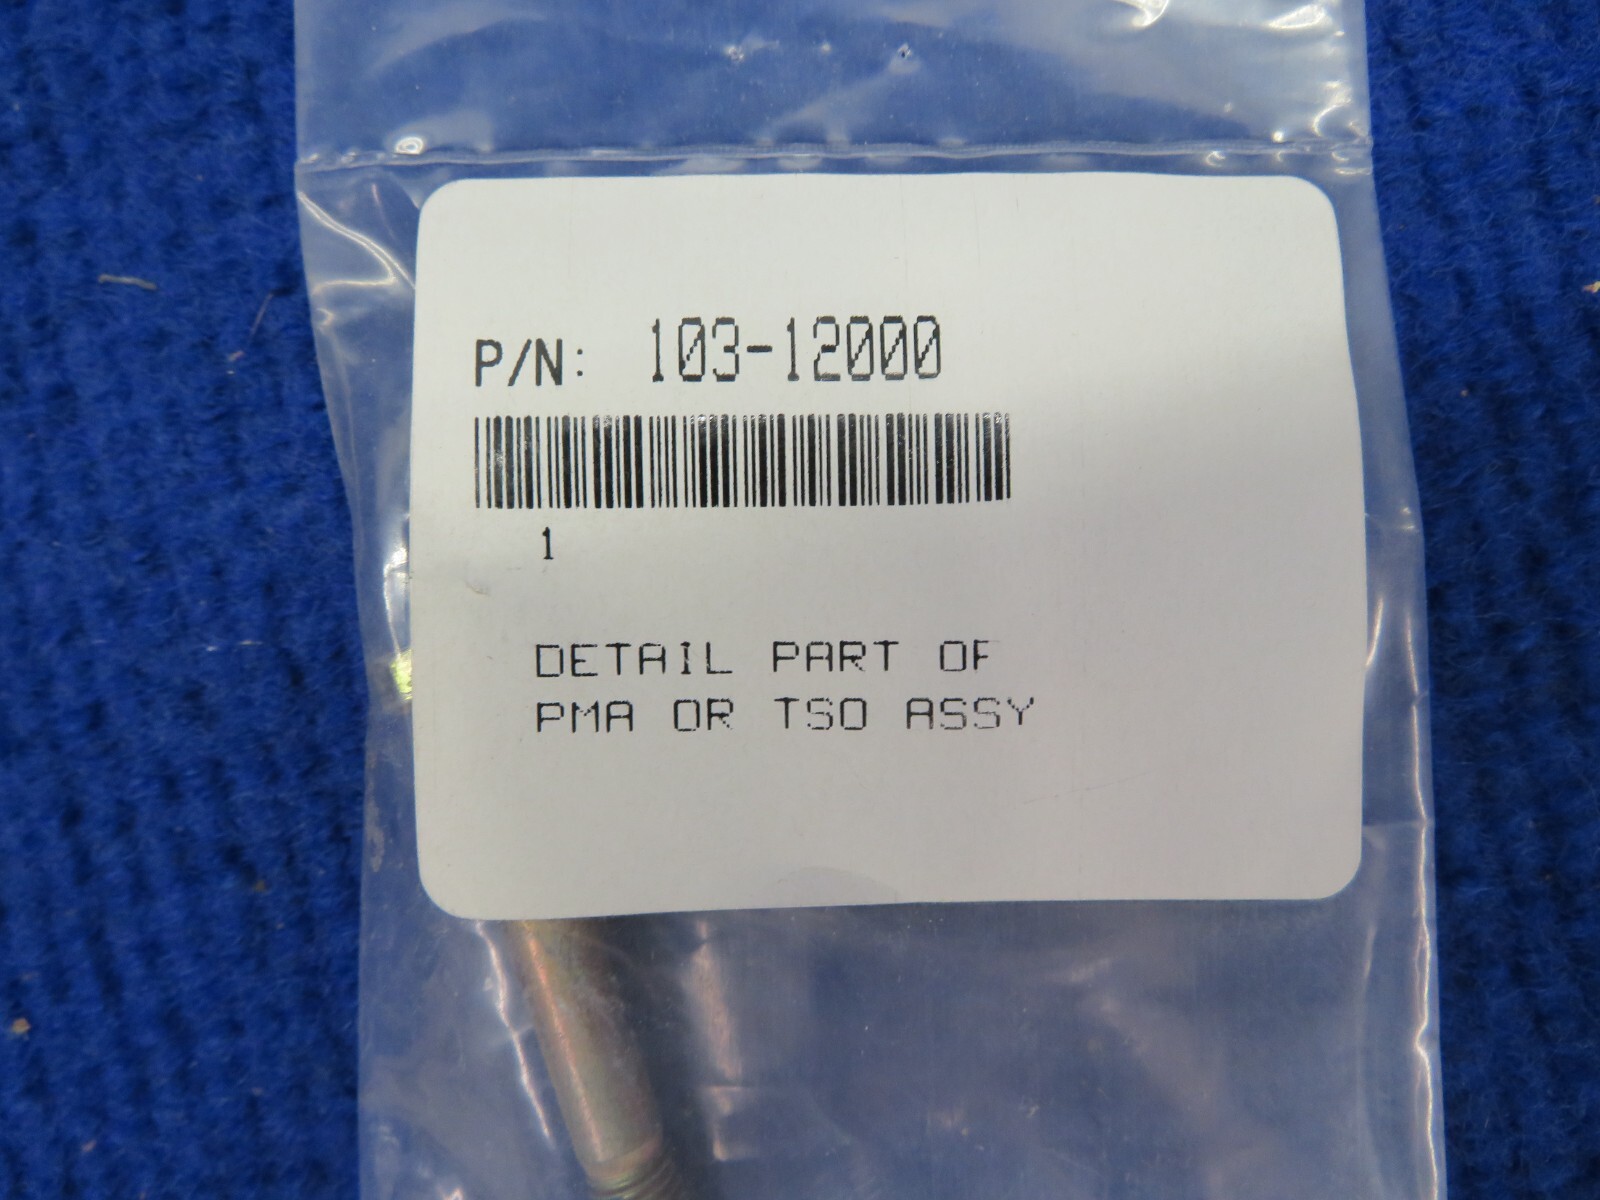 P/N: 103-12000
1
DETAIL PART OF
PMA OR TSO ASSY